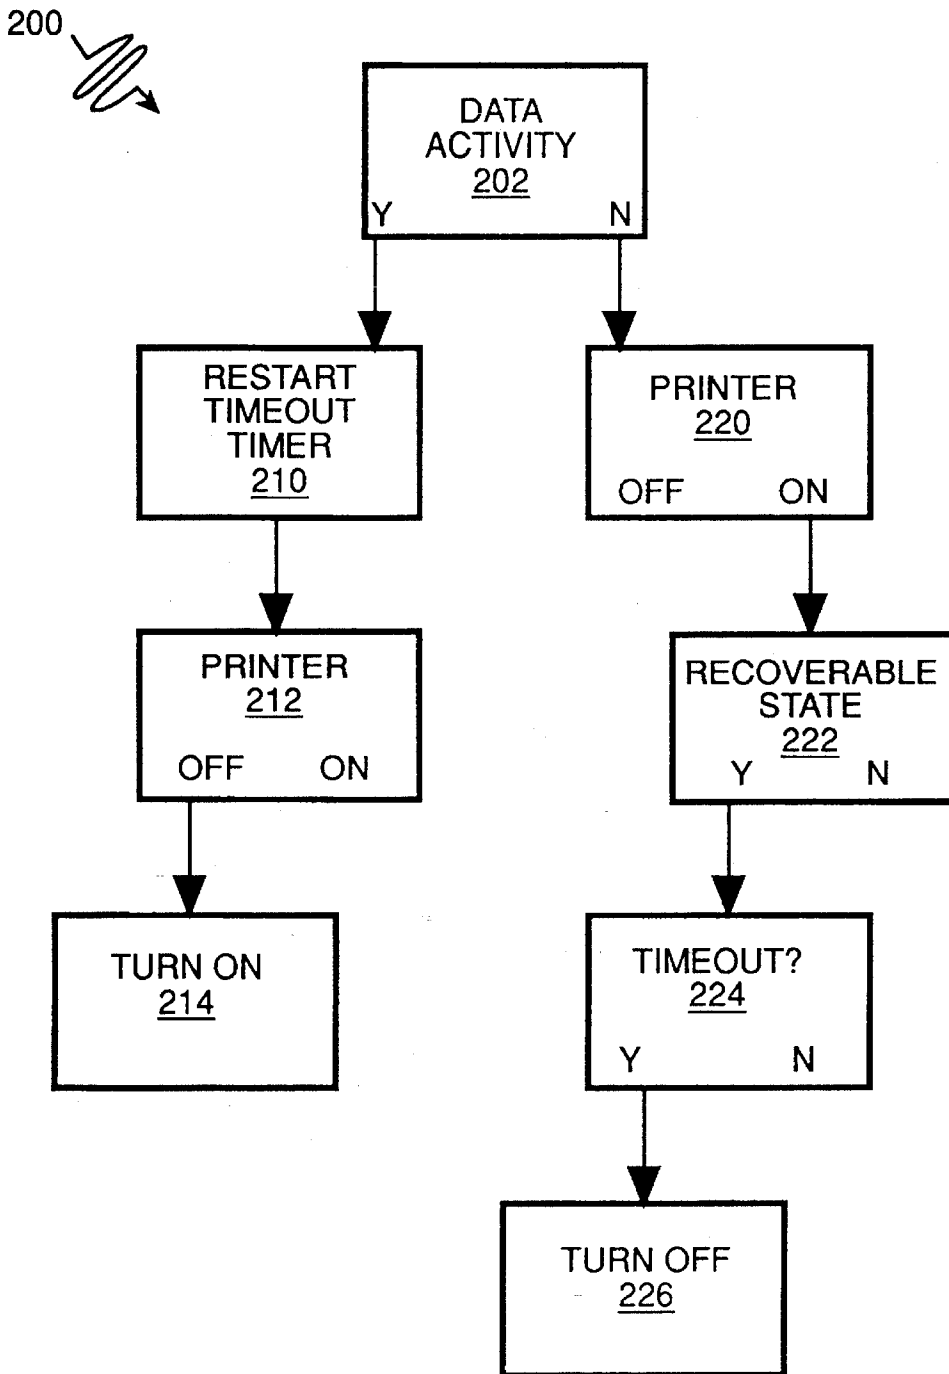 200
DATA
ACTIVITY
202
Y N
RESTART
TIMEOUT
TIMER
210
PRINTER
220
OFF ON
PRINTER
212
OFF ON
RECOVERABLE
STATE
222
Y N
TURN ON
214
TIMEOUT?
224
Y N
TURN OFF
226